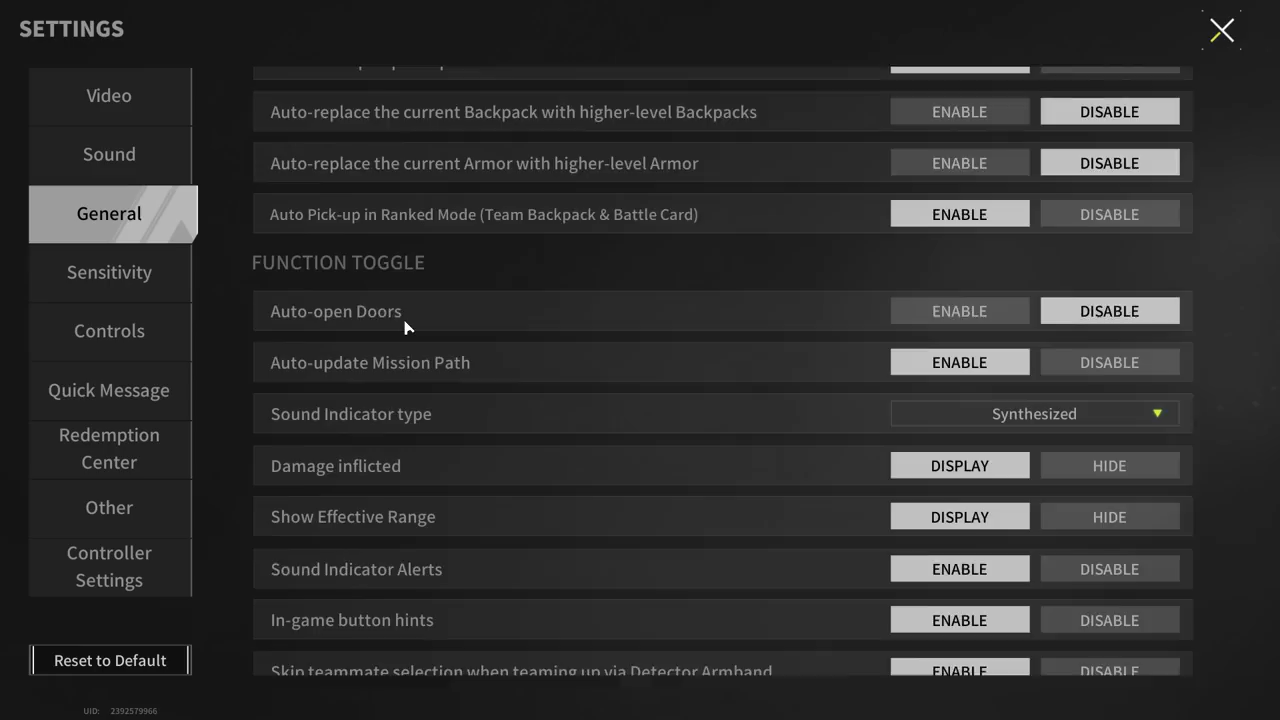 SETTINGS
Video
Sound
General
Sensitivity
Controls
Quick Message
Redemption
Center
Other
Controller
Settings
Reset to Default
UID: 2392579966
Auto-replace the current Backpack with higher-level Backpacks ENABLE DISABLE
Auto-replace the current Armor with higher-level Armor ENABLE DISABLE
Auto Pick-up in Ranked Mode (Team Backpack & Battle Card) ENABLE DISABLE
FUNCTION TOGGLE
Auto-open Doors ENABLE DISABLE
Auto-update Mission Path ENABLE DISABLE
Sound Indicator type Synthesized
Damage inflicted DISPLAY HIDE
Show Effective Range DISPLAY HIDE
Sound Indicator Alerts ENABLE DISABLE
In-game button hints ENABLE DISABLE
Skip teammate selection when teaming up via Detector Armband ENABLE DISABLE